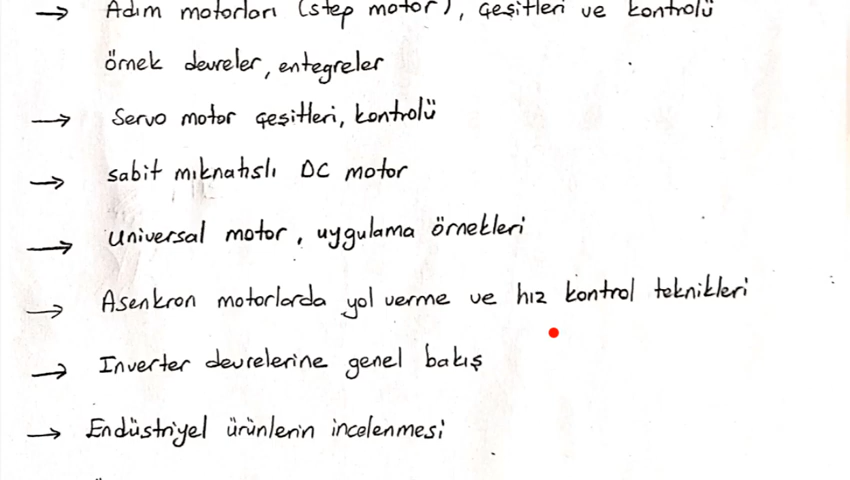 → Adım motorları (step motor), çeşitleri ve kontrolü
örnek devreler, entegreler
→ Servo motor çeşitleri, kontrolü
→ sabit mıknatıslı DC motor
→ Universal motor, uygulama örnekleri
→ Asenkron motorlarda yol verme ve hız kontrol teknikleri
→ Inverter devrelerine genel bakış
→ Endüstriyel ürünlerin incelenmesi